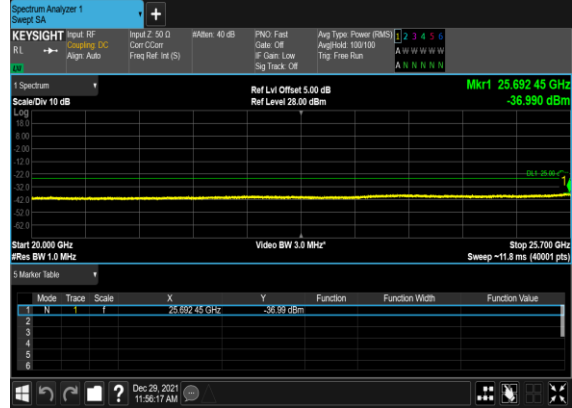 Spectrum Analyzer 1
Swept SA
+
KEYSIGHT Input: RF Input Z: 50 Ω #Atten: 40 dB PNO: Fast Avg Type: Power (RMS) 1 2 3 4 5 6
RL Coupling: DC Corr CCorr Gate: Off Avg|Hold: 100/100 A W W W W W
Align: Auto Freq Ref: Int (S) IF Gain: Low Trig: Free Run
Sig Track: Off A N N N N N
1 Spectrum Ref Lvl Offset 5.00 dB Mkr1 25.692 45 GHz
Scale/Div 10 dB Ref Level 28.00 dBm -36.990 dBm
Log
18.0
8.00
-2.00
-12.0
-22.0 DL1 -25.00
1
-32.0
-42.0
-52.0
-62.0
Start 20.000 GHz Video BW 3.0 MHz* Stop 25.700 GHz
#Res BW 1.0 MHz Sweep ~11.8 ms (40001 pts)
5 Marker Table
Mode Trace Scale X Y Function Function Width Function Value
1 N 1 f 25.692 45 GHz -36.99 dBm
2
3
4
5
6
? Dec 29, 2021
11:56:17 AM